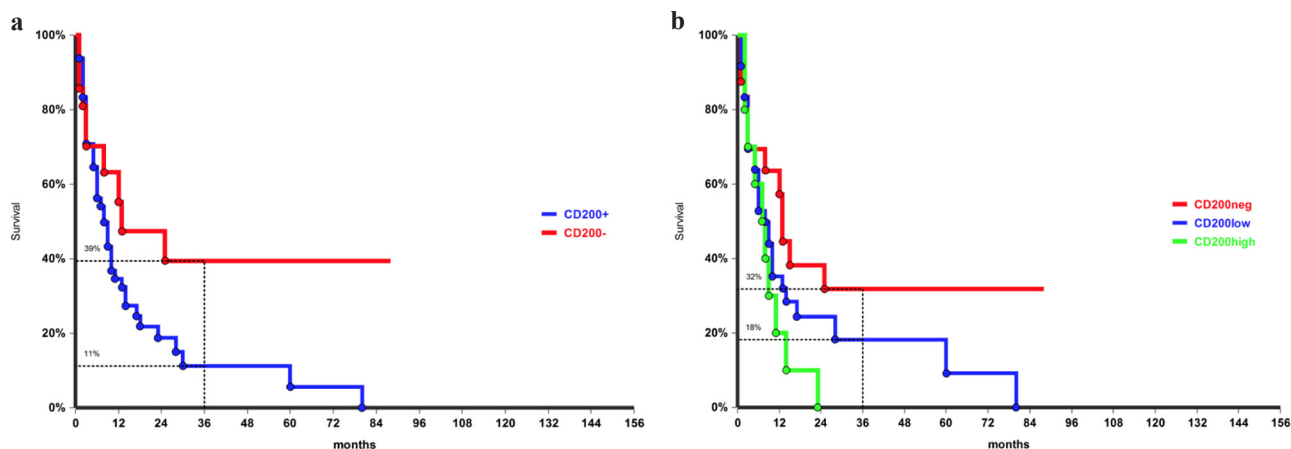 a
100%
80%
60%
40%
20%
0%
Survival
39%
11%
CD200+
CD200-
0 12 24 36 48 60 72 84 96 108 120 132 144 156
months
b
100%
80%
60%
40%
20%
0%
Survival
32%
18%
CD200neg
CD200low
CD200high
0 12 24 36 48 60 72 84 96 108 120 132 144 156
months